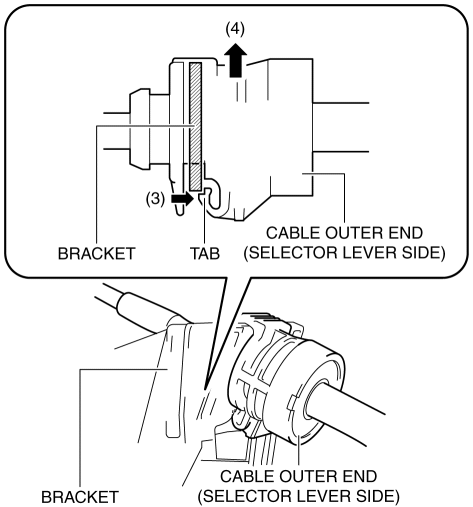 (4)
(3)
BRACKET
TAB
CABLE OUTER END
(SELECTOR LEVER SIDE)
BRACKET
CABLE OUTER END
(SELECTOR LEVER SIDE)